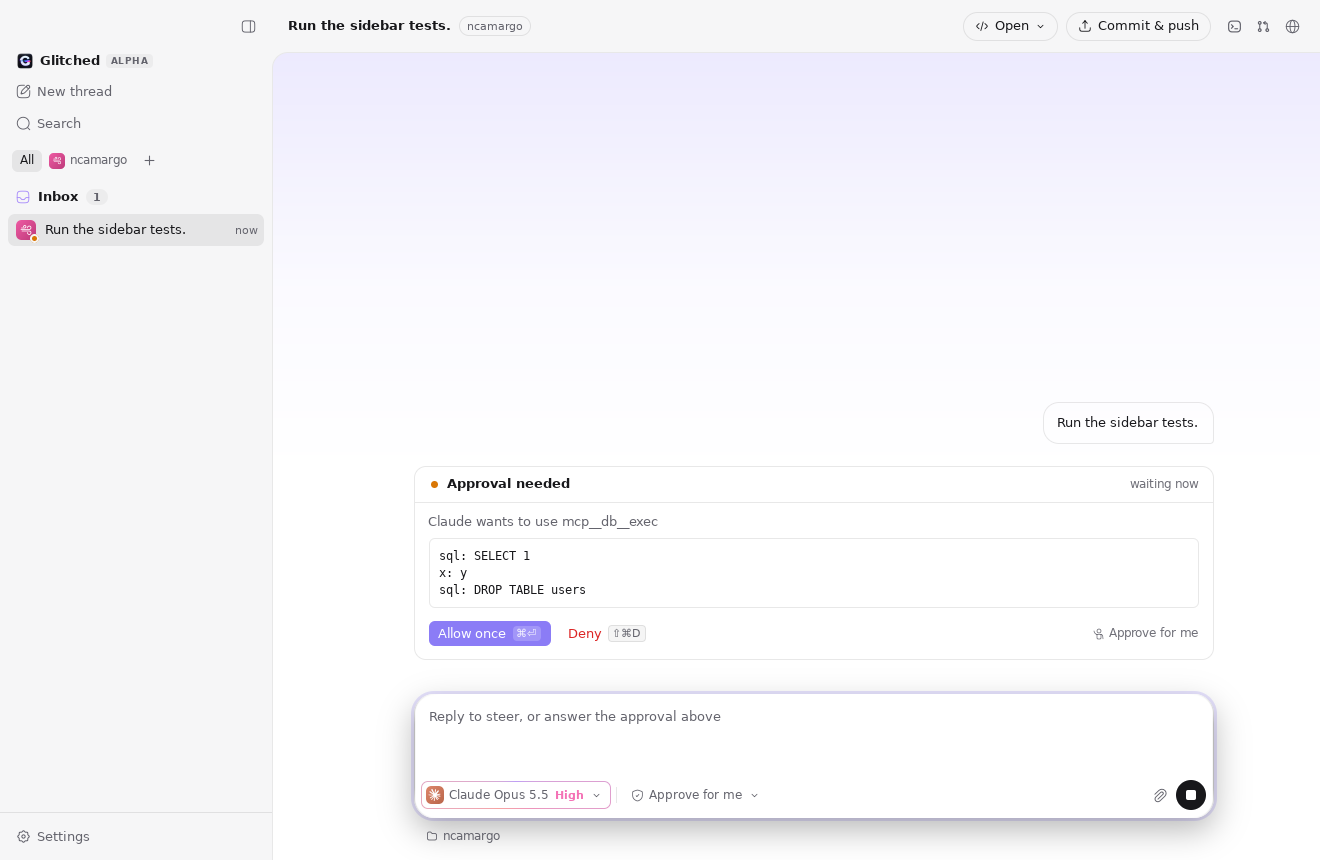 Run the sidebar tests.
ncamargo
Open
Commit & push
Glitched
ALPHA
New thread
Search
All
ncamargo
Inbox
1
Run the sidebar tests.
now
Run the sidebar tests.
Approval needed
waiting now
Claude wants to use mcp__db__exec
sql: SELECT 1
x: y
sql: DROP TABLE users
Allow once ⌘⏎
Deny ⇧⌘D
Approve for me
Reply to steer, or answer the approval above
Claude Opus 5.5 High
Approve for me
ncamargo
Settings